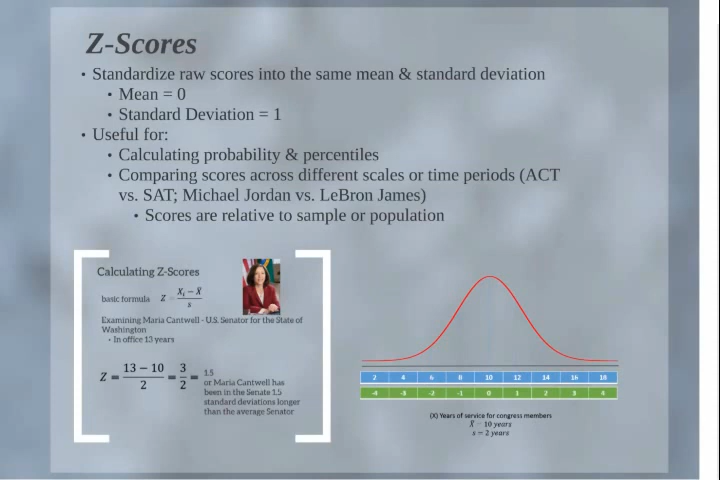 Z-Scores
• Standardize raw scores into the same mean & standard deviation
• Mean = 0
• Standard Deviation = 1
• Useful for:
• Calculating probability & percentiles
• Comparing scores across different scales or time periods (ACT
vs. SAT; Michael Jordan vs. LeBron James)
• Scores are relative to sample or population
Calculating Z-Scores
basic formula Z = (Xᵢ − X̄) / s
Examining Maria Cantwell - U.S. Senator for the State of
Washington
• In office 13 years
Z = (13 − 10) / 2 = 3 / 2 = 1.5
or Maria Cantwell has
been in the Senate 1.5
standard deviations longer
than the average Senator
2 4 6 8 10 12 14 16 18
-4 -3 -2 -1 0 1 2 3 4
(X) Years of service for congress members
X̄ = 10 years
s = 2 years